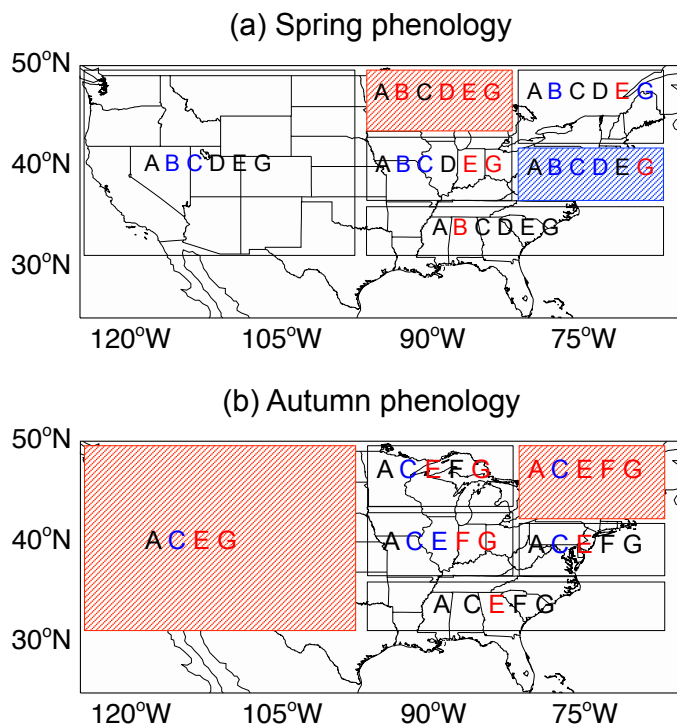 (a) Spring phenology
50°N
A B C D E G
A B C D E G
40°N
A B C D E G
A B C D E G
A B C D E G
A B C D E G
30°N
120°W 105°W 90°W 75°W
(b) Autumn phenology
50°N
A C E F G
A C E F G
40°N
A C E G
A C E F G
A C E F G
A C E F G
30°N
120°W 105°W 90°W 75°W